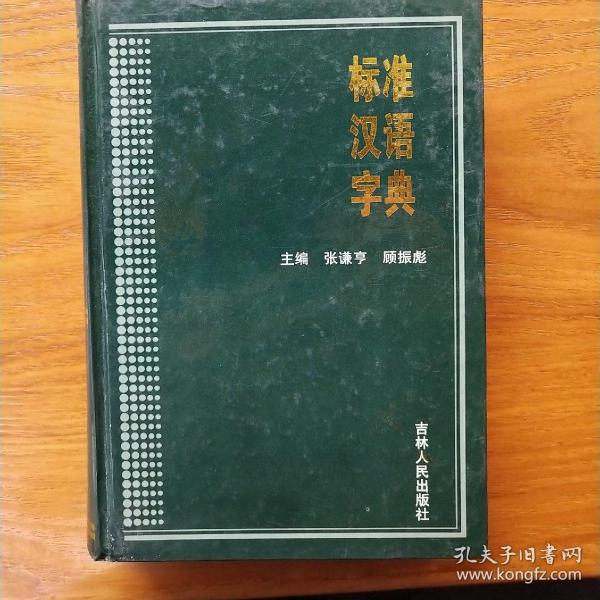 标准
汉语
字典
主编 张谦亨 顾振彪
吉林人民出版社
孔夫子旧書网
www.kongfz.com